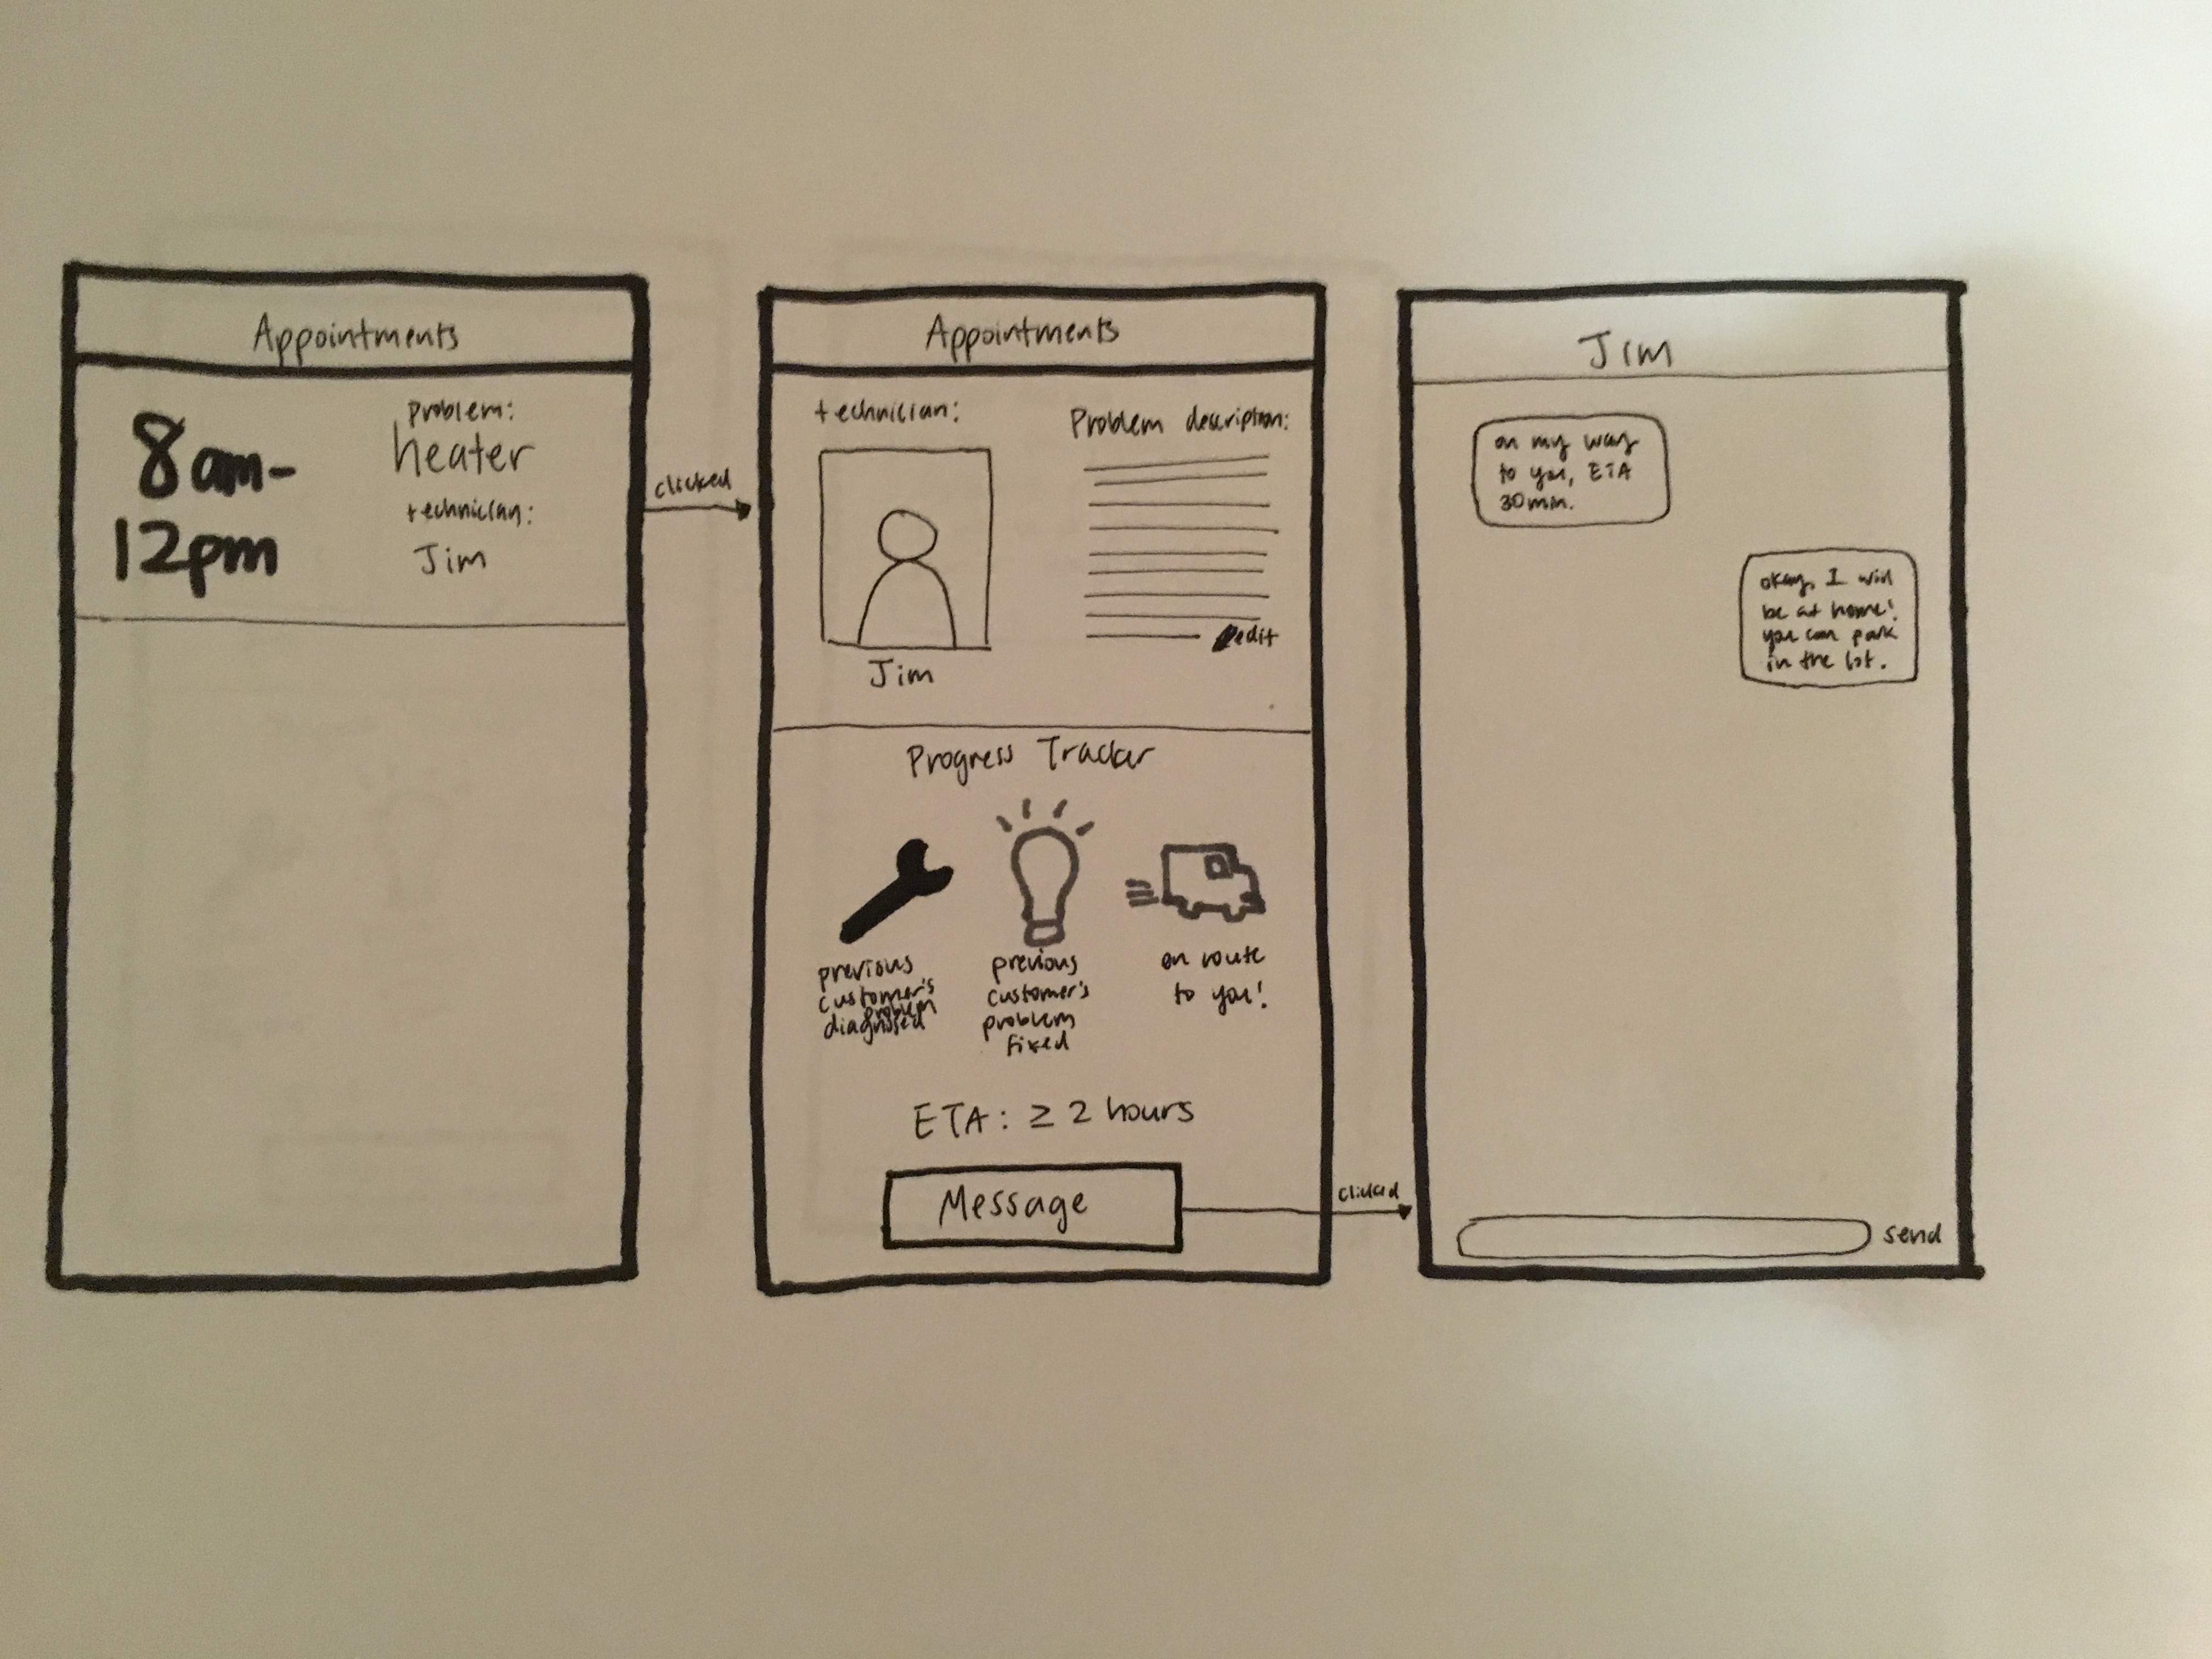 Appointments
8am-
12pm
problem:
heater
technician:
Jim
clicked
Appointments
technician:
Jim
Problem description:
edit
Progress Tracker
previous
customer's
problem
diagnosed
previous
customer's
problem
fixed
on route
to you!
ETA: ≥ 2 hours
Message
clicked
Jim
on my way
to you, ETA
30min.
okay, I will
be at home!
you can park
in the lot.
send